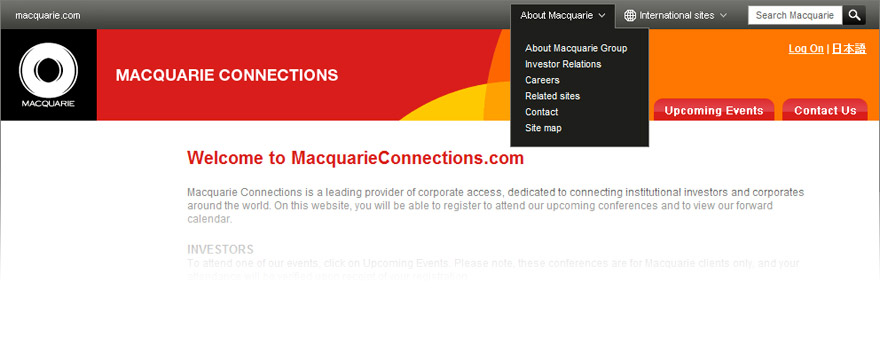 macquarie.com
About Macquarie
International sites
Search Macquarie
About Macquarie Group
Investor Relations
Careers
Related sites
Contact
Site map
Log On | 日本語
MACQUARIE
MACQUARIE CONNECTIONS
Upcoming Events
Contact Us
Welcome to MacquarieConnections.com
Macquarie Connections is a leading provider of corporate access, dedicated to connecting institutional investors and corporates
around the world. On this website, you will be able to register to attend our upcoming conferences and to view our forward
calendar.
INVESTORS
To attend one of our events, click on Upcoming Events. Please note, these conferences are for Macquarie clients only, and your